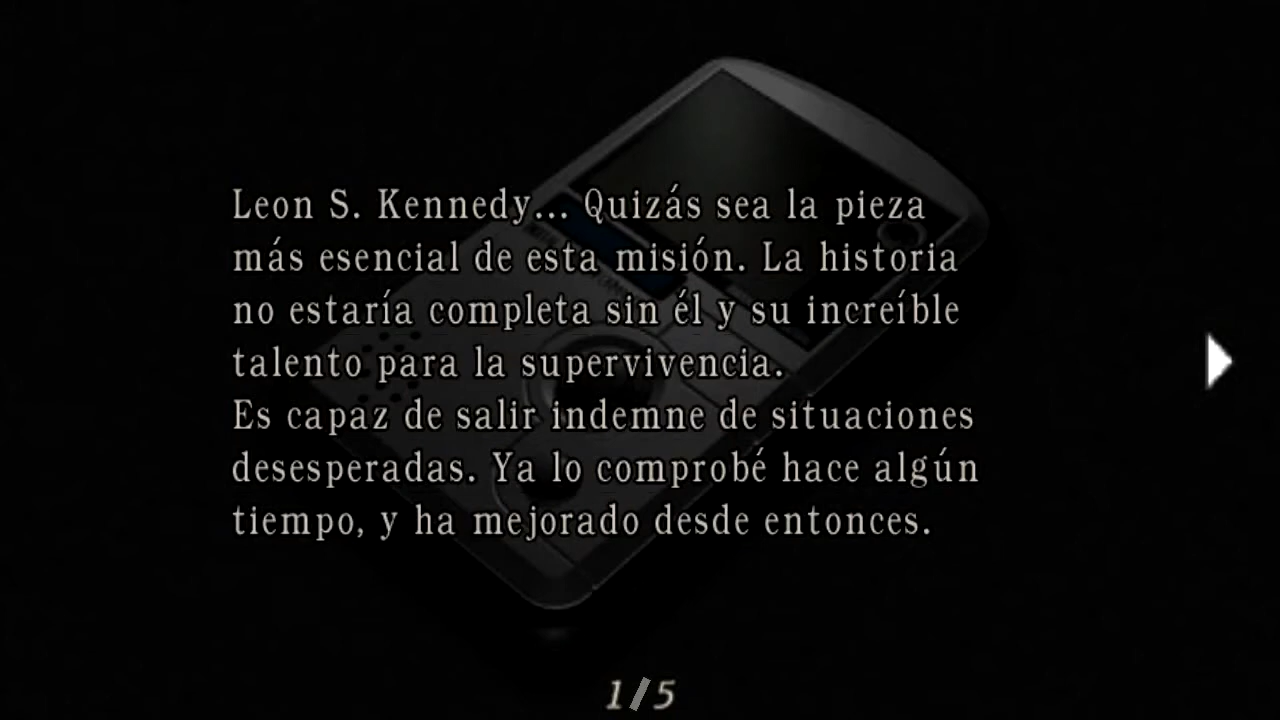 Leon S. Kennedy... Quizás sea la pieza
más esencial de esta misión. La historia
no estaría completa sin él y su increíble
talento para la supervivencia.
Es capaz de salir indemne de situaciones
desesperadas. Ya lo comprobé hace algún
tiempo, y ha mejorado desde entonces.
1/5